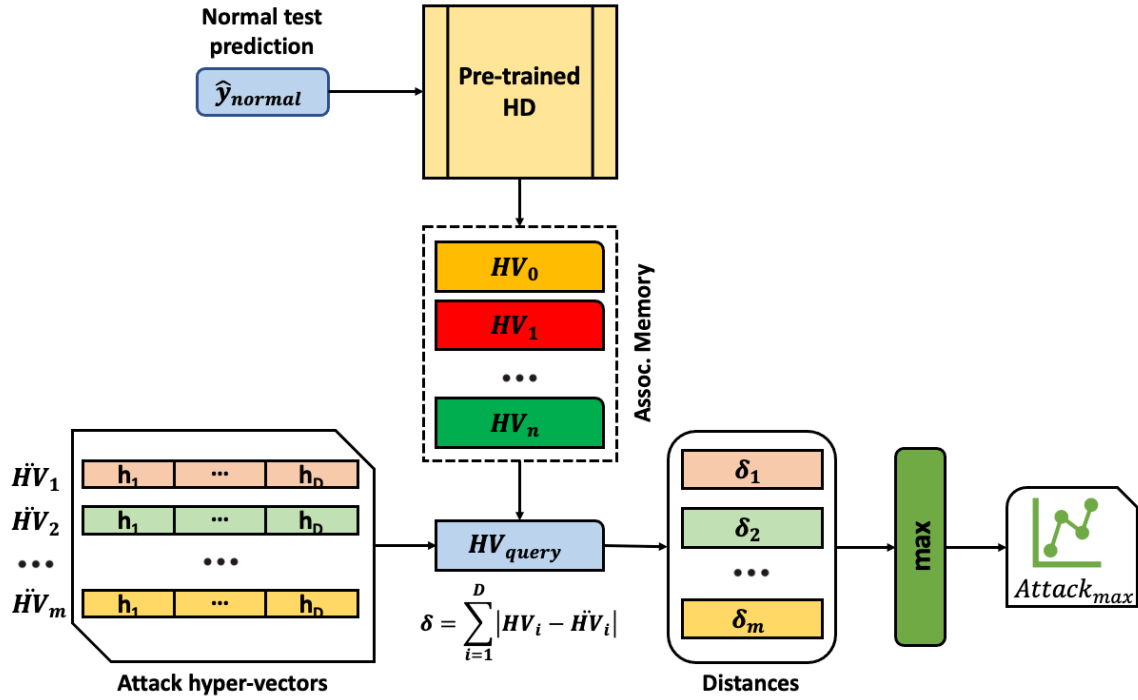 Normal test
prediction
ŷ_normal
Pre-trained
HD
HV_0
HV_1
•••
HV_n
Assoc. Memory
ḦV_1 h_1 ... h_D
ḦV_2 h_1 ... h_D
••• •••
ḦV_m h_1 ... h_D
Attack hyper-vectors
HV_query
δ = ∑_{i=1}^{D} |HV_i − ḦV_i|
δ_1
δ_2
•••
δ_m
Distances
max
Attack_max